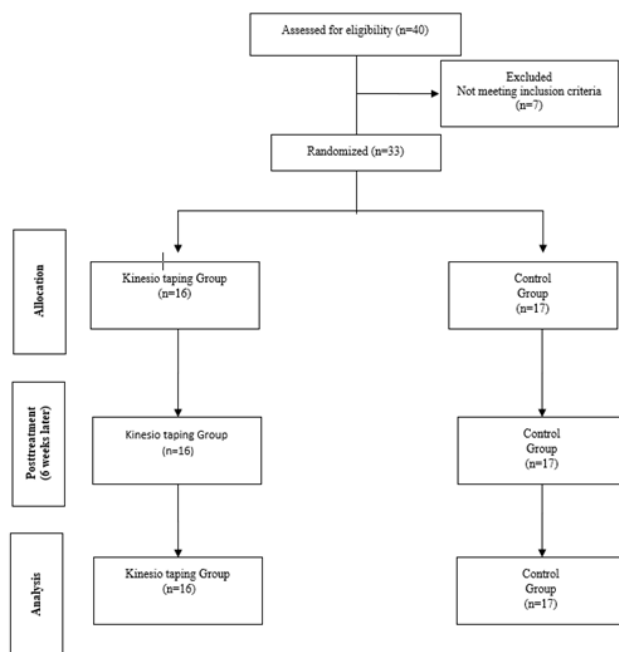 Assessed for eligibility (n=40)
Excluded
Not meeting inclusion criteria
(n=7)
Randomized (n=33)
Allocation
Kinesio taping Group
(n=16)
Control
Group
(n=17)
Posttreatment
(6 weeks later)
Kinesio taping Group
(n=16)
Control
Group
(n=17)
Analysis
Kinesio taping Group
(n=16)
Control
Group
(n=17)